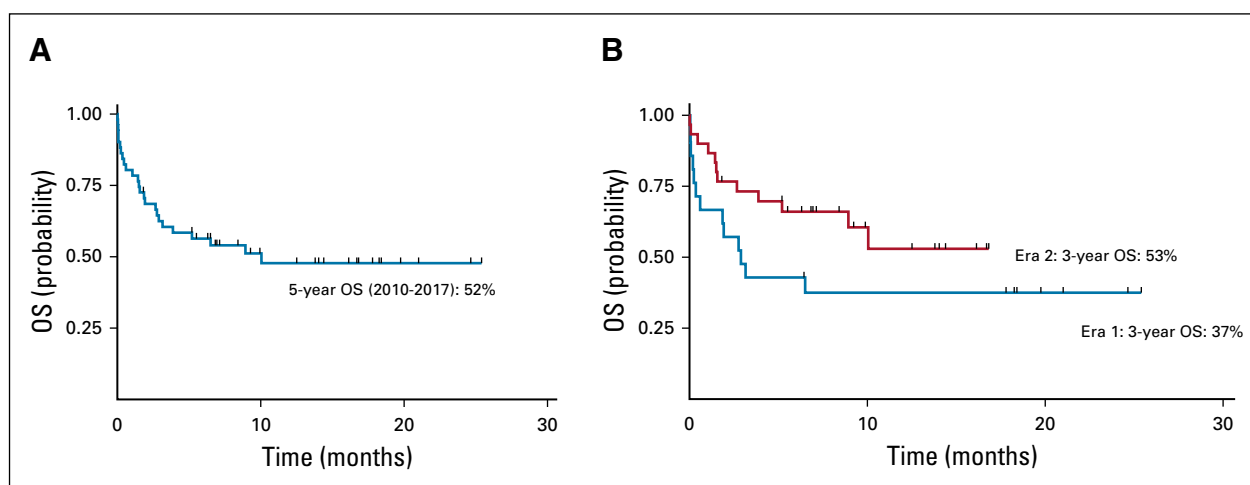 A
OS (probability)
1.00
0.75
0.50
0.25
5-year OS (2010-2017): 52%
0 10 20 30
Time (months)
B
OS (probability)
1.00
0.75
0.50
0.25
Era 2: 3-year OS: 53%
Era 1: 3-year OS: 37%
0 10 20 30
Time (months)